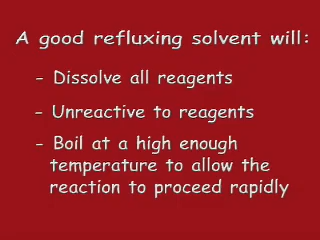 A good refluxing solvent will:
- Dissolve all reagents
- Unreactive to reagents
- Boil at a high enough
temperature to allow the
reaction to proceed rapidly